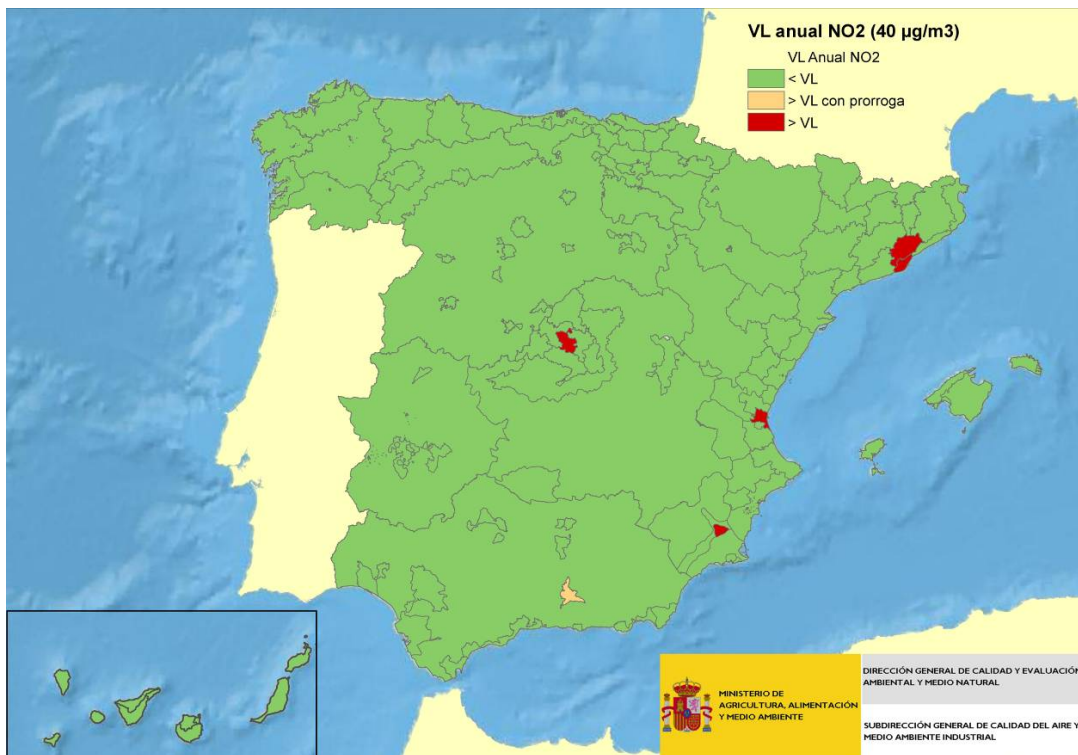 VL anual NO2 (40 µg/m3)
VL Anual NO2
< VL
> VL con prorroga
> VL
MINISTERIO DE
AGRICULTURA, ALIMENTACIÓN
Y MEDIO AMBIENTE
DIRECCIÓN GENERAL DE CALIDAD Y EVALUACIÓN
AMBIENTAL Y MEDIO NATURAL
SUBDIRECCIÓN GENERAL DE CALIDAD DEL AIRE Y
MEDIO AMBIENTE INDUSTRIAL